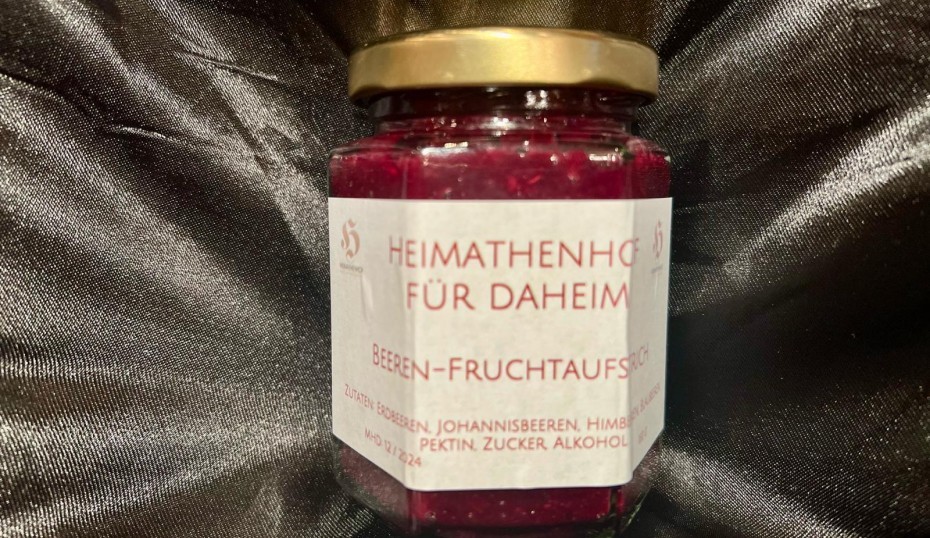 HEIMATHENHOF
FÜR DAHEIM
BEEREN-FRUCHTAUFSTRICH
ZUTATEN: ERDBEEREN, JOHANNISBEEREN,
PEKTIN, ZUCKER, ALKOHOL
MHD 12 / 2024